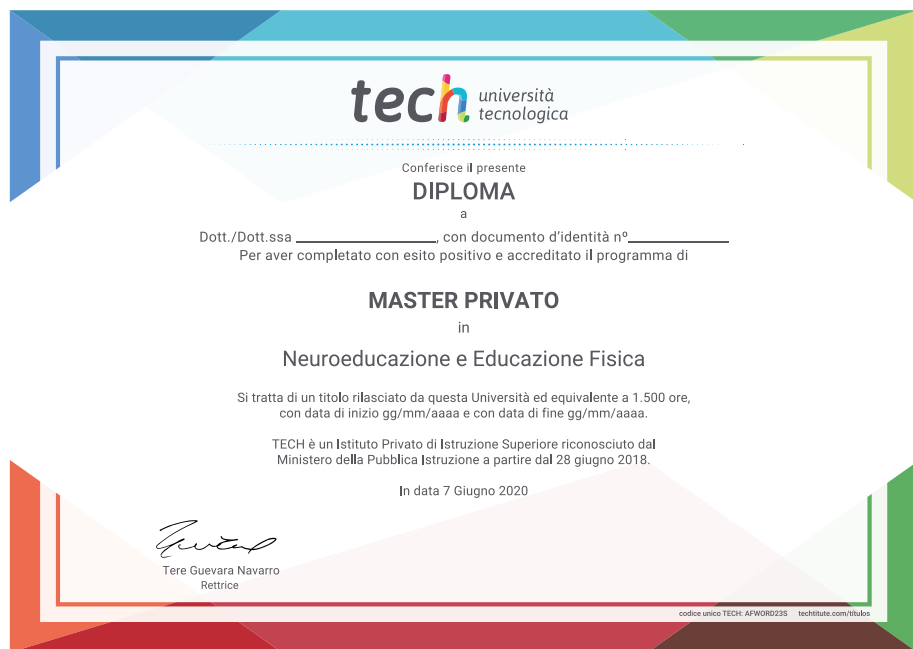 tech università
tecnologica
Conferisce il presente
DIPLOMA
a
Dott./Dott.ssa ________________, con documento d'identità nº____________
Per aver completato con esito positivo e accreditato il programma di
MASTER PRIVATO
in
Neuroeducazione e Educazione Fisica
Si tratta di un titolo rilasciato da questa Università ed equivalente a 1.500 ore,
con data di inizio gg/mm/aaaa e con data di fine gg/mm/aaaa.
TECH è un Istituto Privato di Istruzione Superiore riconosciuto dal
Ministero della Pubblica Istruzione a partire dal 28 giugno 2018.
In data 7 Giugno 2020
Tere Guevara Navarro
Rettrice
codice unico TECH: AFWORD23S techtitute.com/titulos